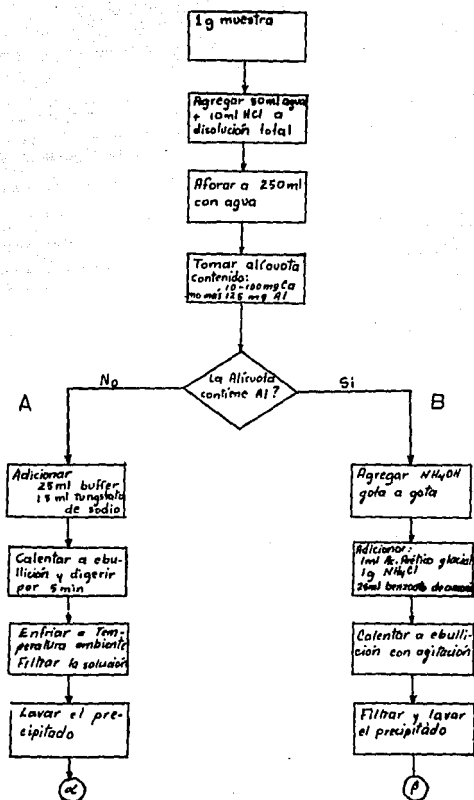 1g muestra
Agregar 50ml agua
+ 10ml HCl a
disolución total
Aforar a 250ml
con agua
Tomar alícuota
Contenido:
10-100mg Ca
no más 125 mg Al
La Alícuota
contiene Al?
No
Si
A
B
Adicionar
25ml buffer
15 ml tungstato
de sodio
Calentar a ebu-
llición y digerir
por 5 min
Enfriar a Tem-
peratura ambiente
Filtrar la solución
Lavar el pre-
cipitado
α
Agregar NH4OH
gota a gota
Adicionar:
1ml Ac. Acético glacial
1g NH4Cl
25ml benzoato de
Calentar a ebulli-
ción con agitación
Filtrar y lavar
el precipitado
β